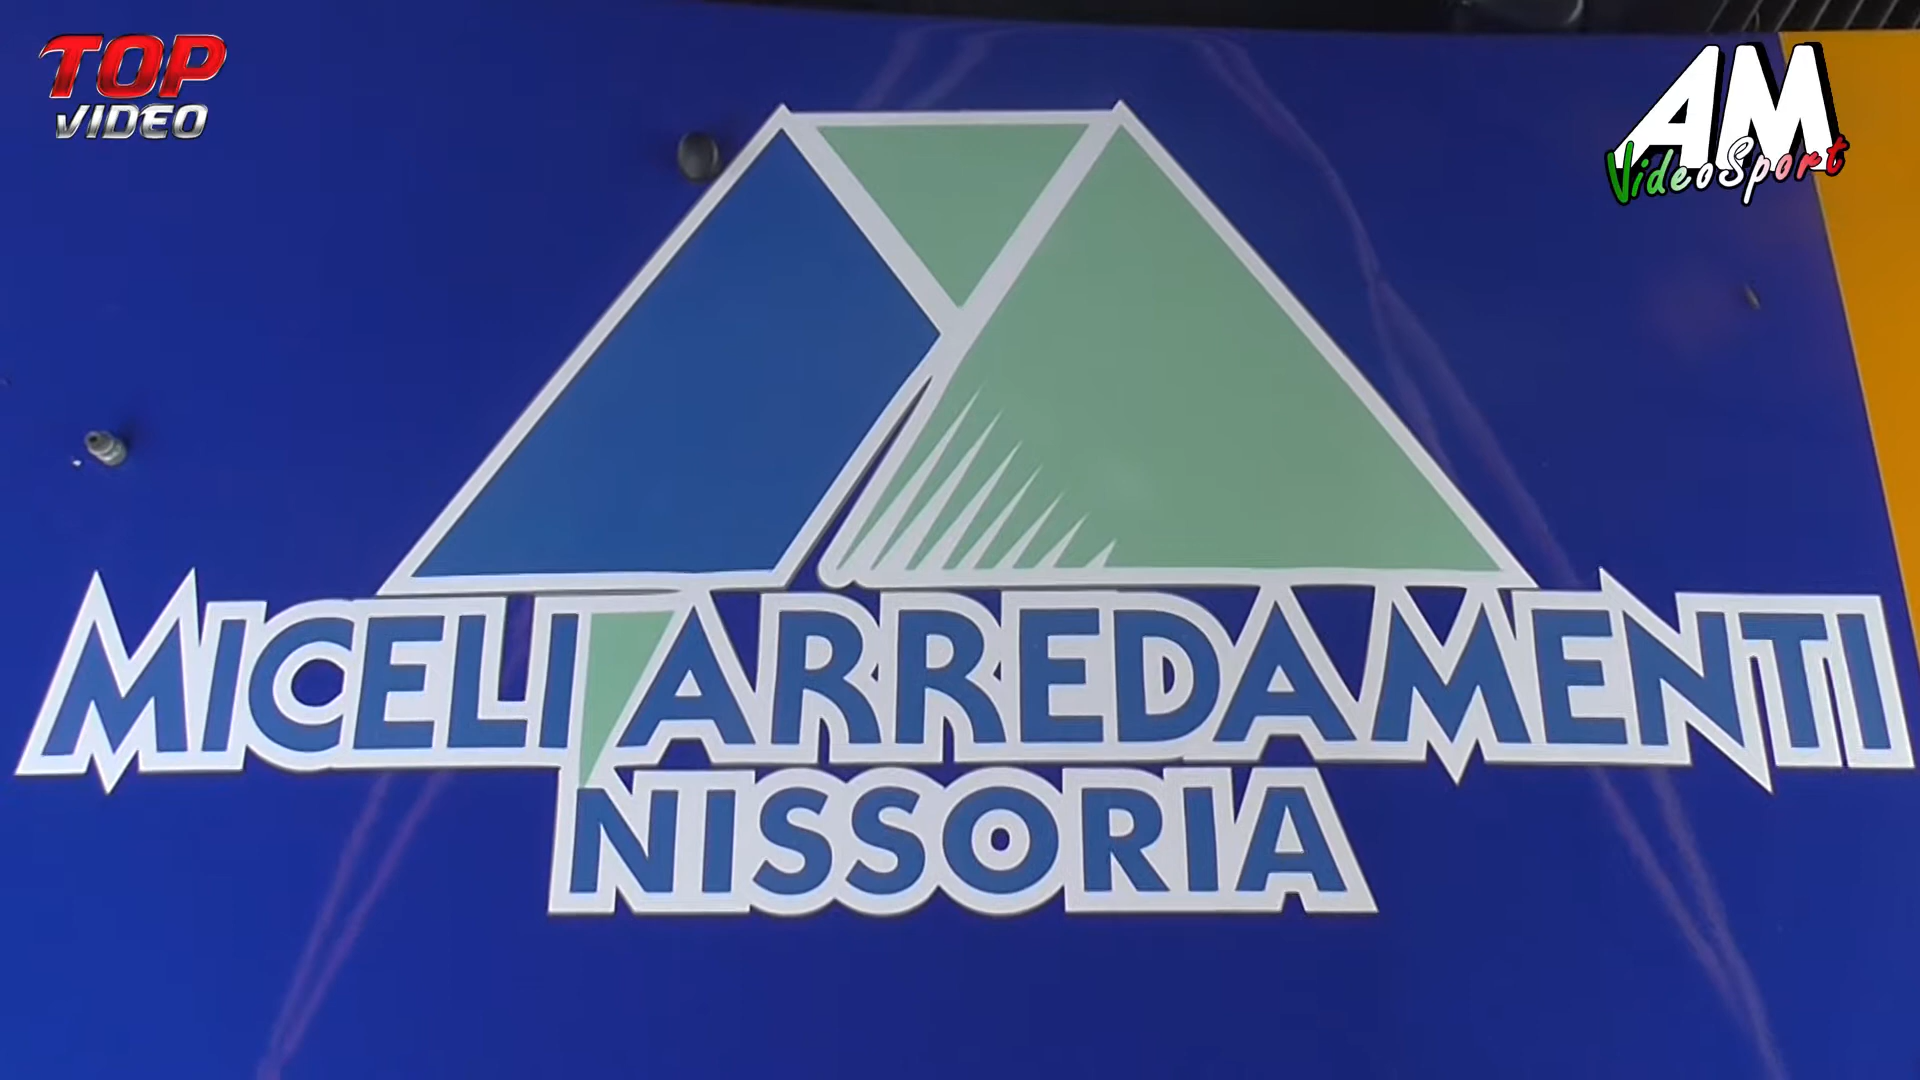 TOP
VIDEO
AM
VideoSport
MICELI ARREDAMENTI
NISSORIA